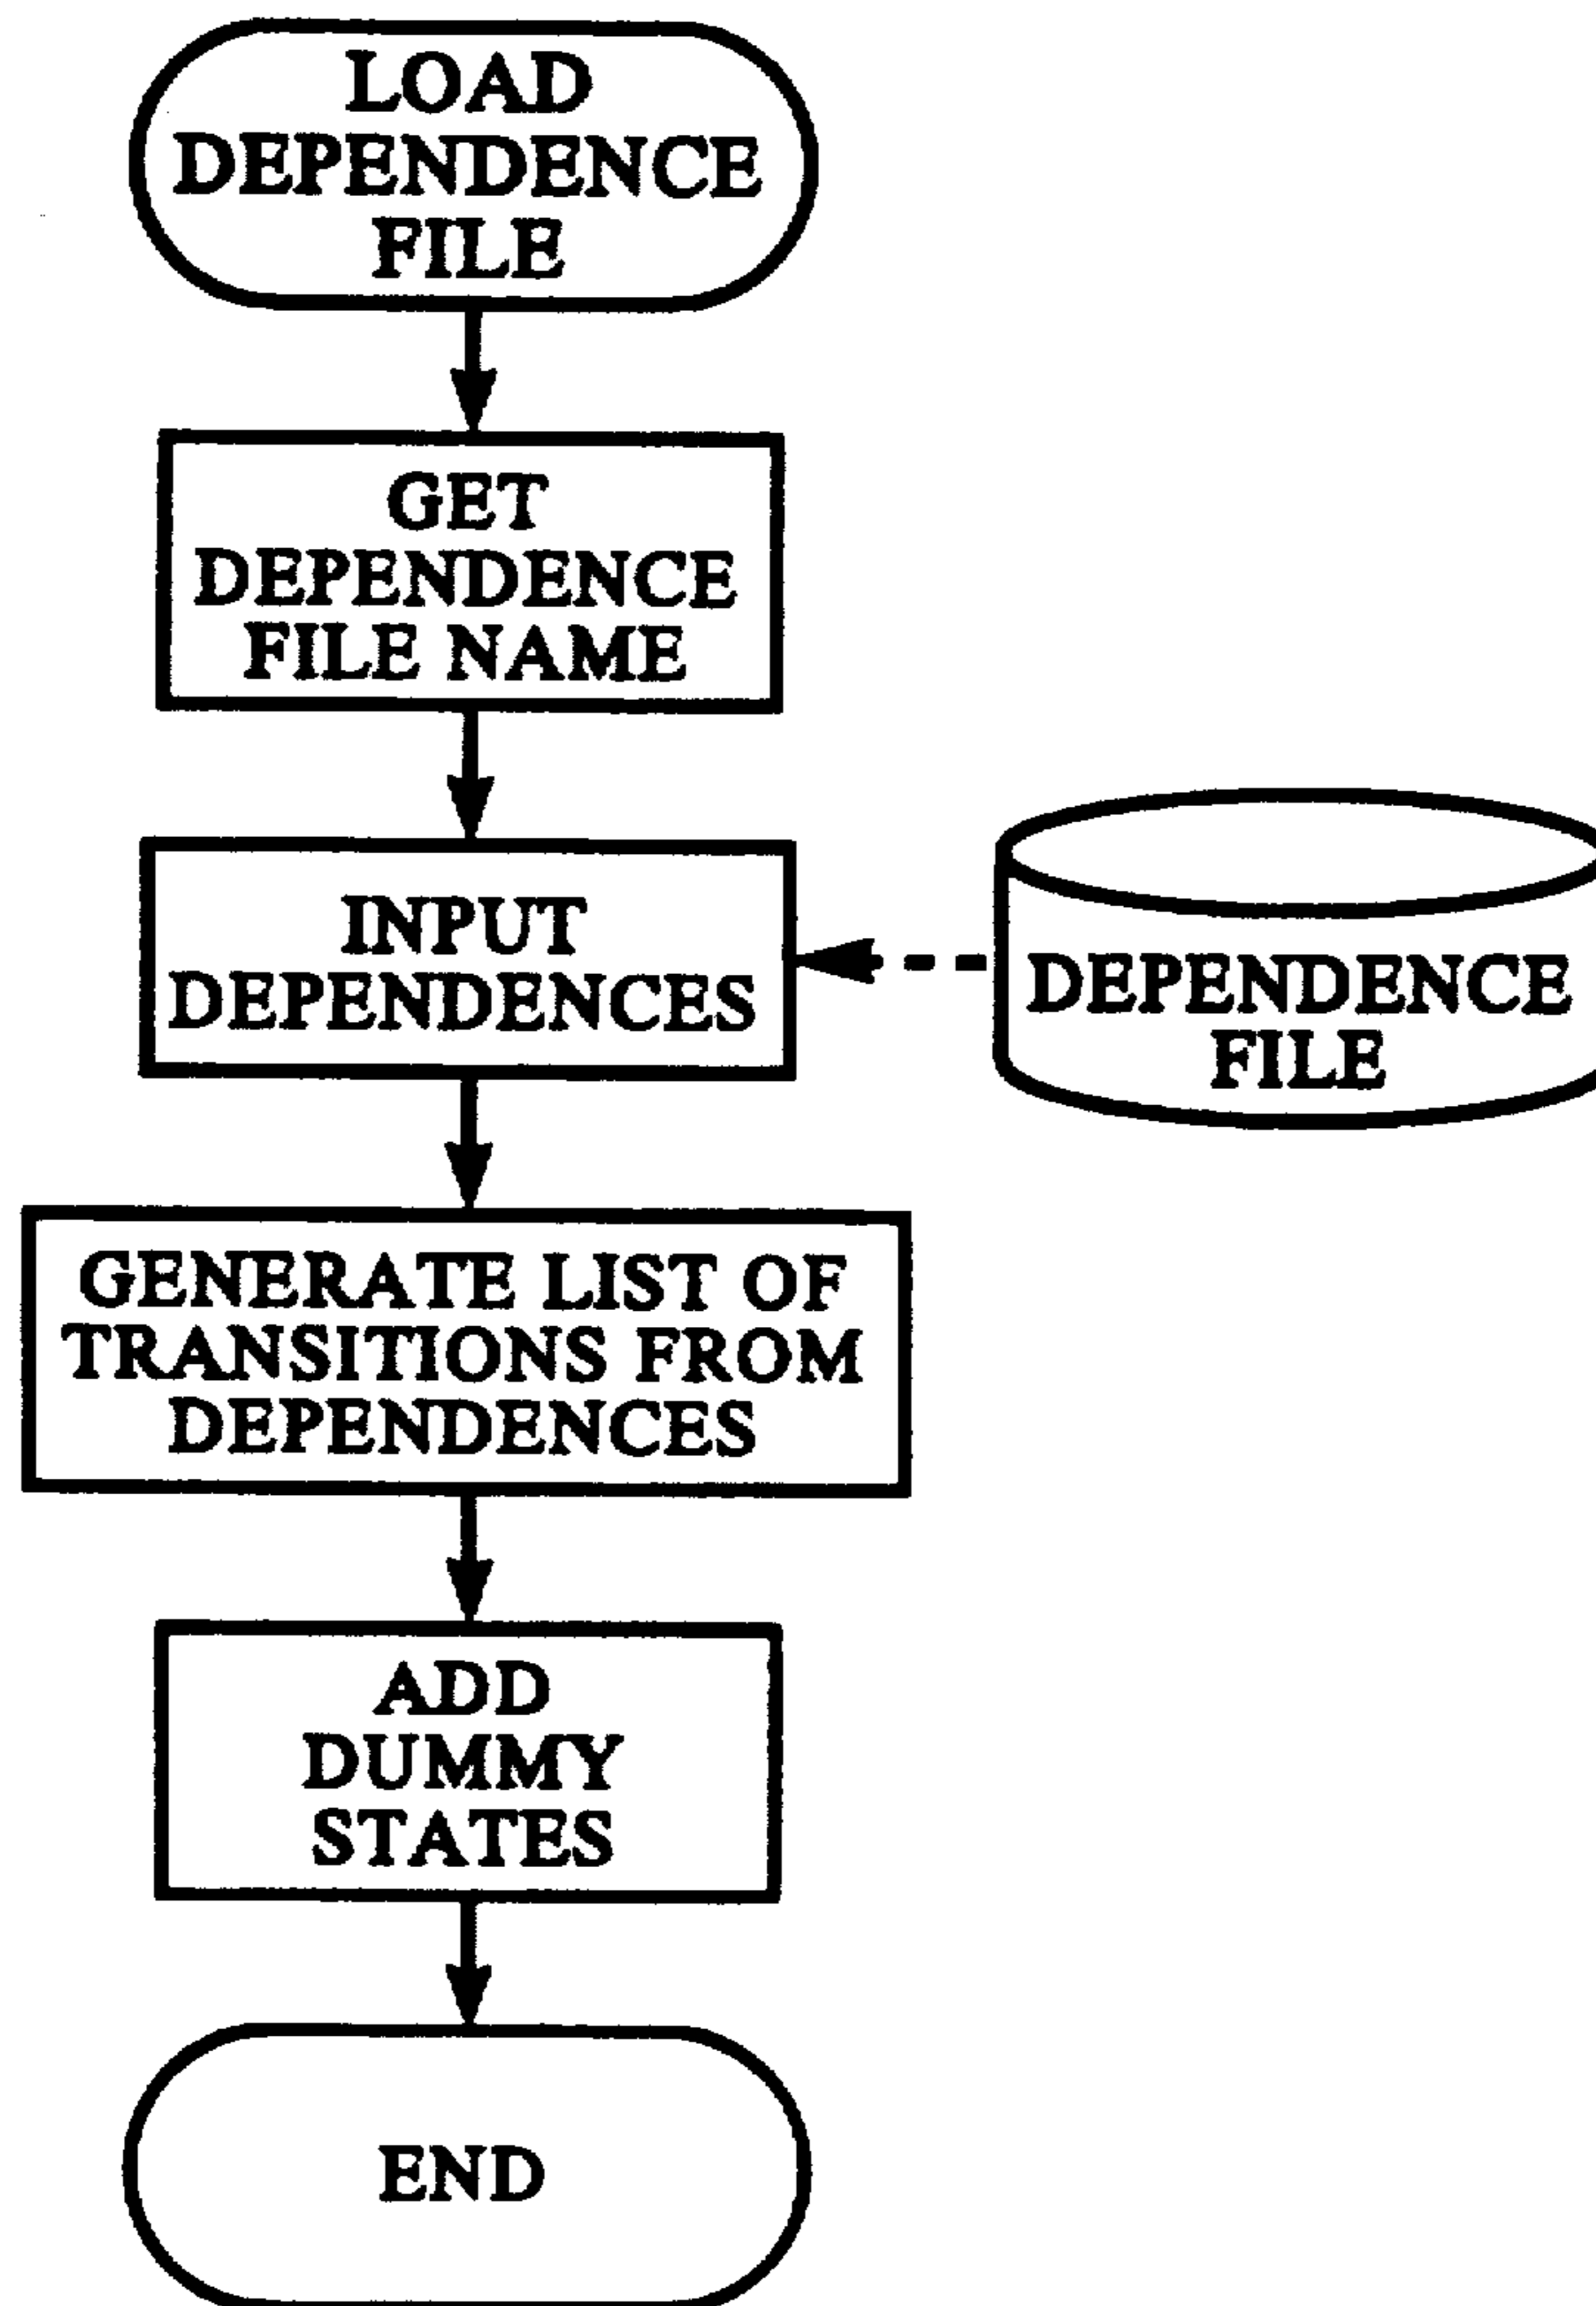 LOAD
DEPENDENCE
FILE
GET
DEPENDENCE
FILE NAME
INPUT
DEPENDENCES
DEPENDENCE
FILE
GENERATE LIST OF
TRANSITIONS FROM
DEPENDENCES
ADD
DUMMY
STATES
END